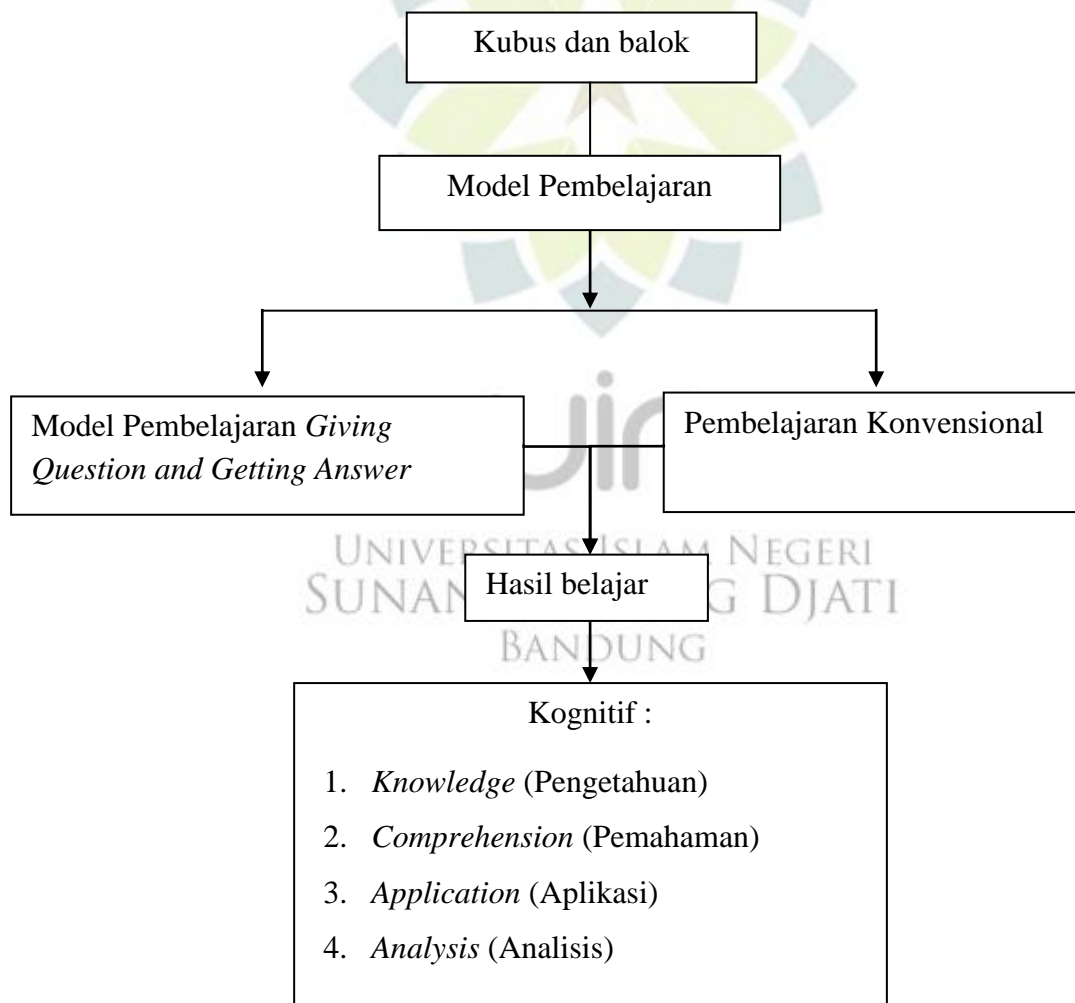 Kubus dan balok
Model Pembelajaran
Model Pembelajaran Giving
Question and Getting Answer
Pembelajaran Konvensional
uin
UNIVERSITAS ISLAM NEGERI
Hasil belajar
SUNAN G DJATI
BANDUNG
Kognitif :
1. Knowledge (Pengetahuan)
2. Comprehension (Pemahaman)
3. Application (Aplikasi)
4. Analysis (Analisis)